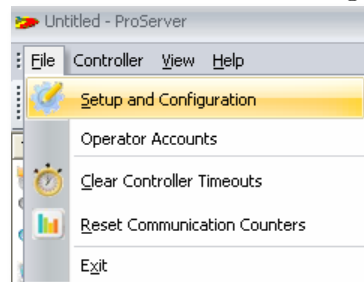 Untitled - ProServer
File Controller View Help
Setup and Configuration
Operator Accounts
Clear Controller Timeouts
Reset Communication Counters
Exit